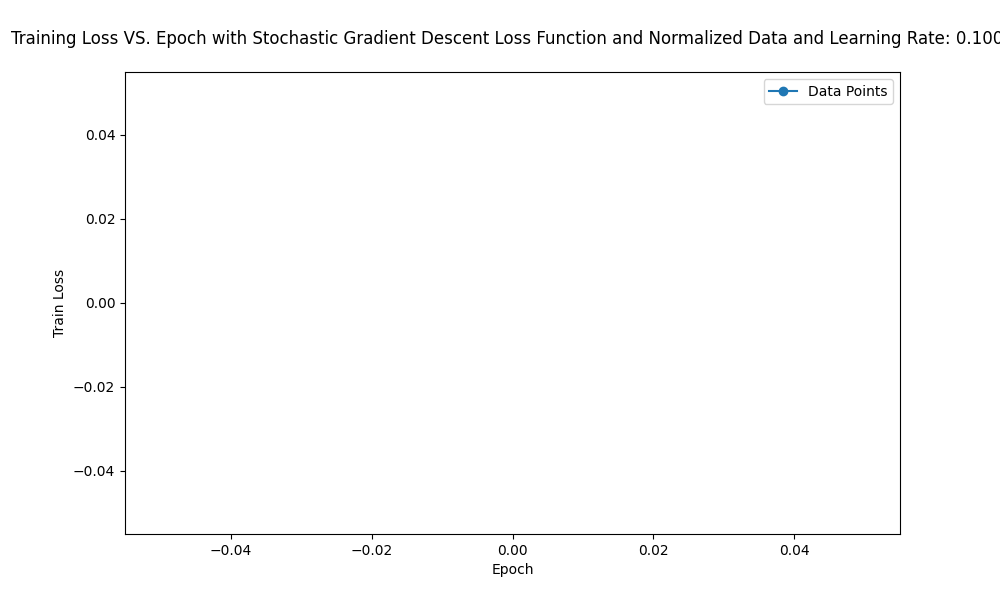 Training Loss VS. Epoch with Stochastic Gradient Descent Loss Function and Normalized Data and Learning Rate: 0.100
Data Points
0.04
0.02
0.00
−0.02
−0.04
Train Loss
−0.04
−0.02
0.00
0.02
0.04
Epoch